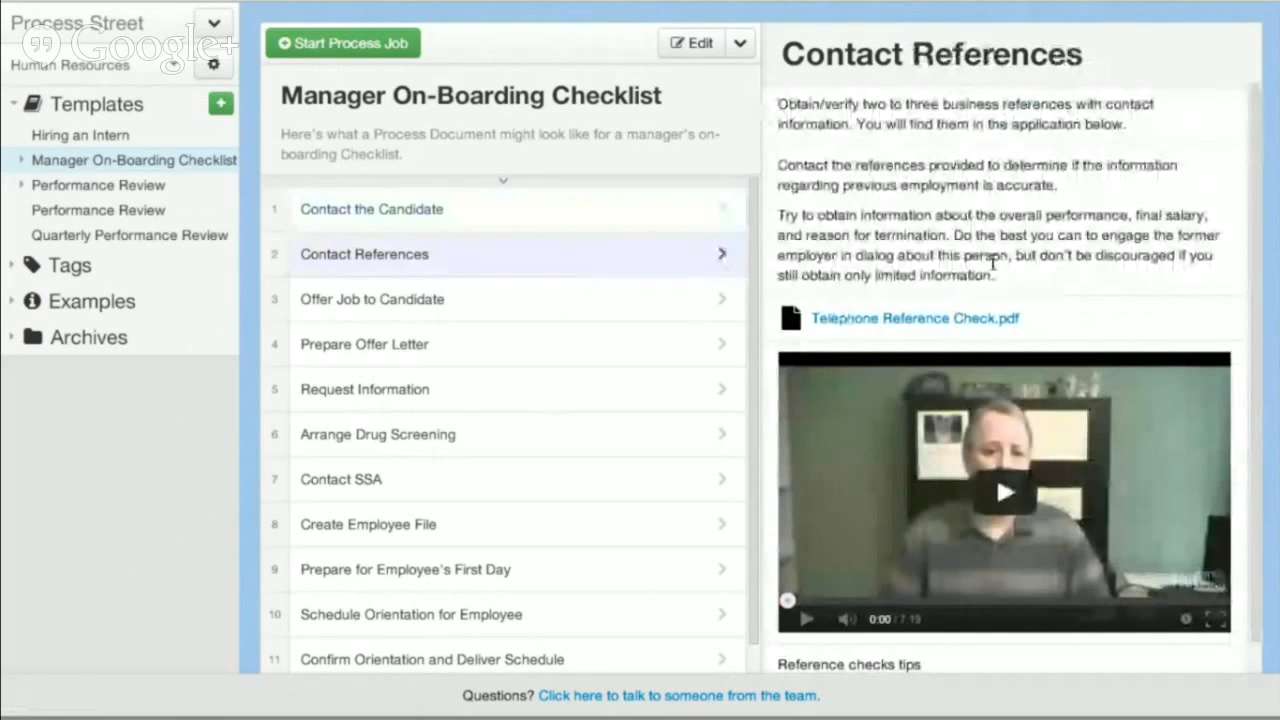 Process Street
Google+
Human Resources
Templates
Hiring an Intern
Manager On-Boarding Checklist
Performance Review
Performance Review
Quarterly Performance Review
Tags
Examples
Archives
Start Process Job
Edit
Manager On-Boarding Checklist
Here's what a Process Document might look like for a manager's on-
boarding Checklist.
1 Contact the Candidate
2 Contact References
3 Offer Job to Candidate
4 Prepare Offer Letter
5 Request Information
6 Arrange Drug Screening
7 Contact SSA
8 Create Employee File
9 Prepare for Employee's First Day
10 Schedule Orientation for Employee
11 Confirm Orientation and Deliver Schedule
Contact References
Obtain/verify two to three business references with contact
information. You will find them in the application below.
Contact the references provided to determine if the information
regarding previous employment is accurate.
Try to obtain information about the overall performance, final salary,
and reason for termination. Do the best you can to engage the former
employer in dialog about this person, but don't be discouraged if you
still obtain only limited information.
Telephone Reference Check.pdf
0:00 / 7:19
Reference checks tips
Questions? Click here to talk to someone from the team.